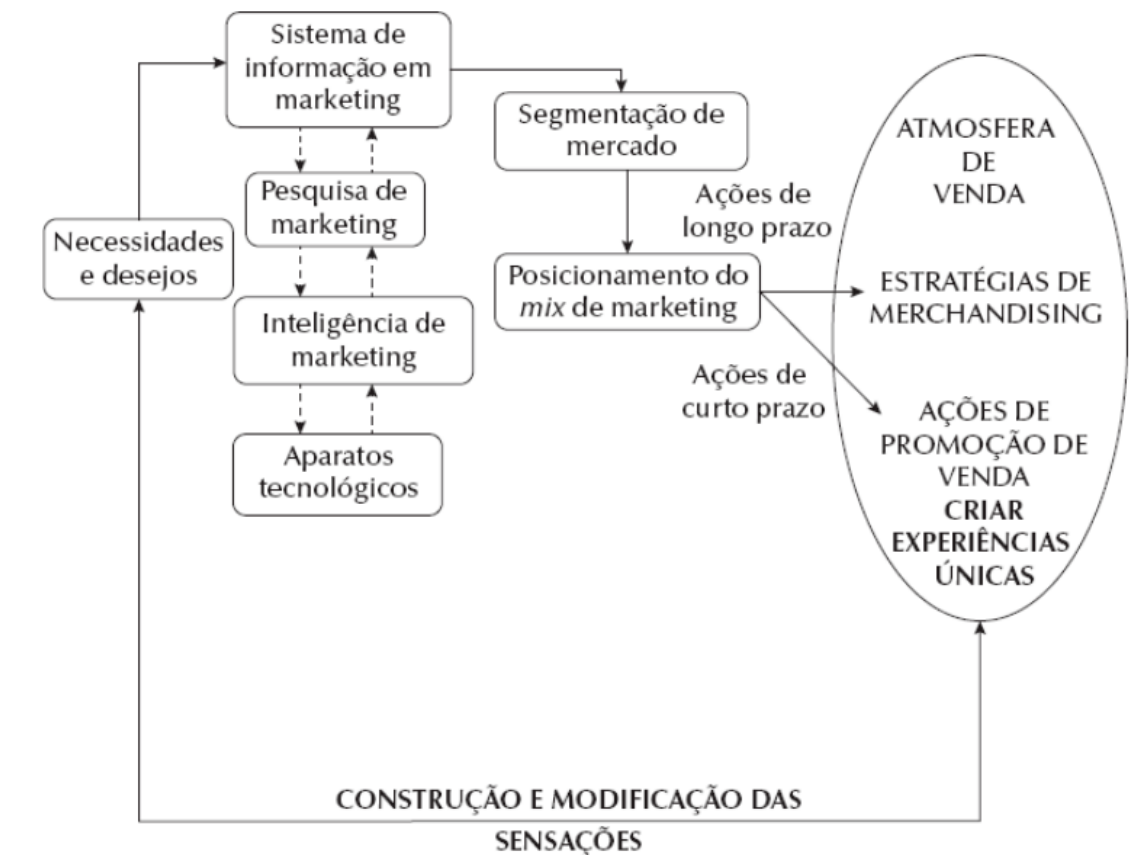 Sistema de
informação em
marketing
Pesquisa de
marketing
Necessidades
e desejos
Inteligência de
marketing
Aparatos
tecnológicos
Segmentação de
mercado
Ações de
longo prazo
Posicionamento do
mix de marketing
Ações de
curto prazo
ATMOSFERA
DE
VENDA
ESTRATÉGIAS DE
MERCHANDISING
AÇÕES DE
PROMOÇÃO DE
VENDA
CRIAR
EXPERIÊNCIAS
ÚNICAS
CONSTRUÇÃO E MODIFICAÇÃO DAS
SENSAÇÕES